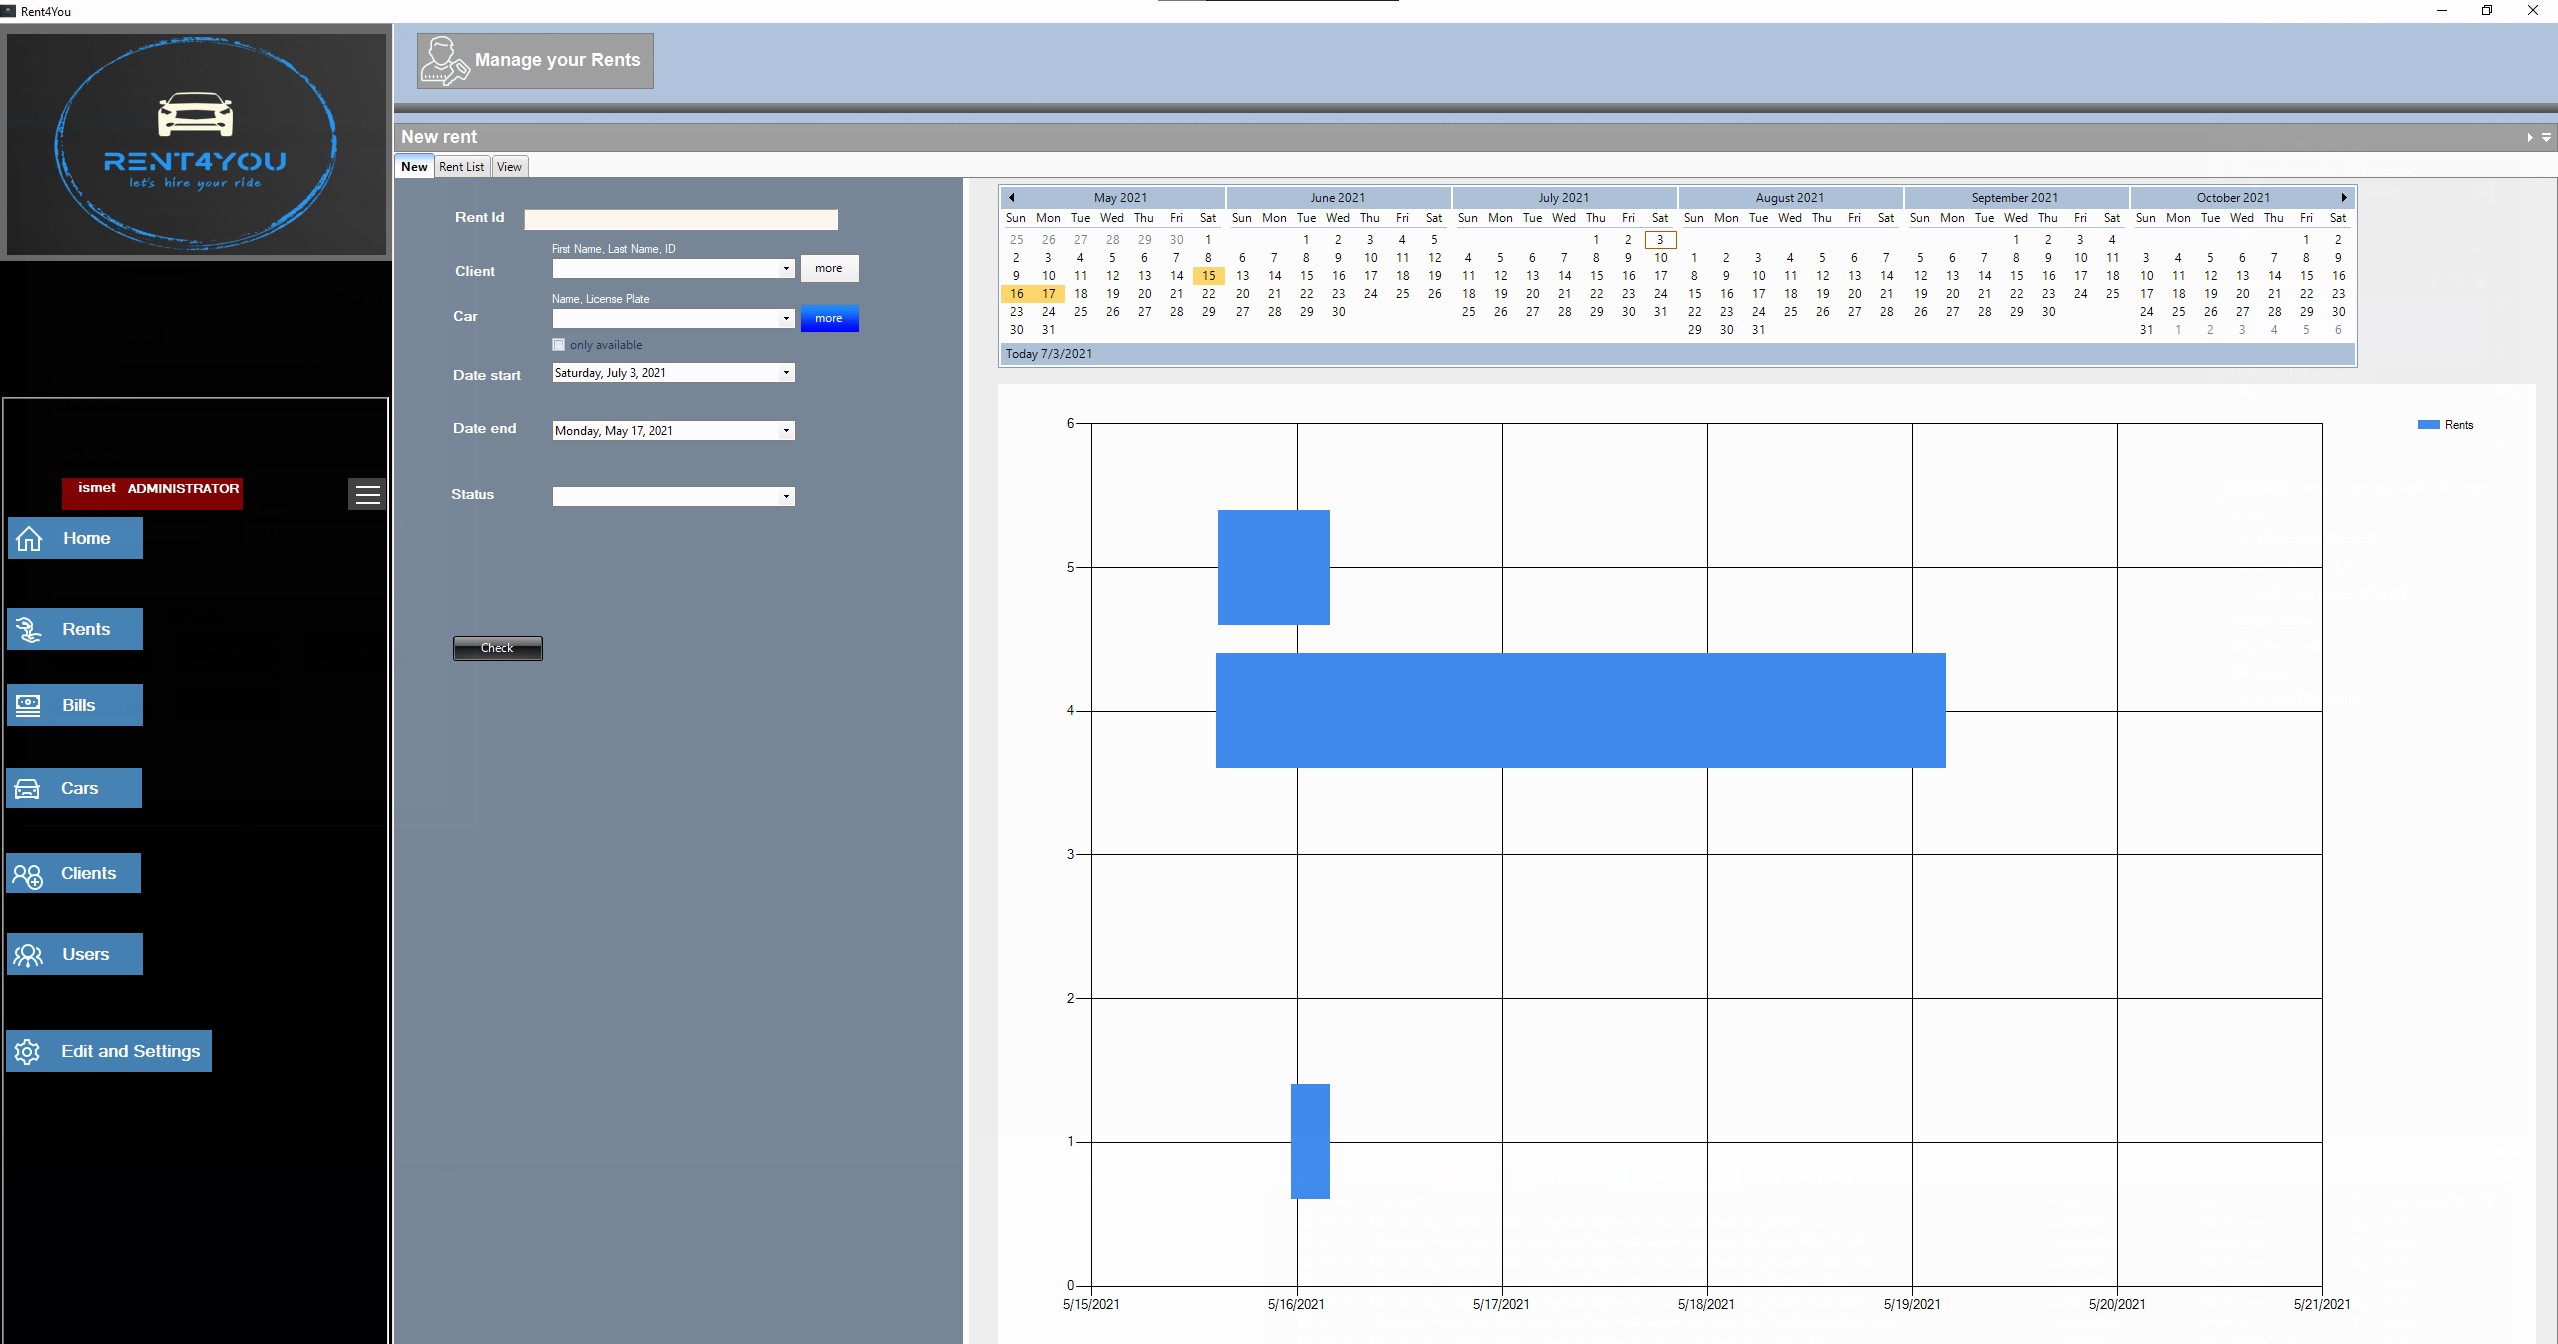 Rent4You
RENT4YOU
let's hire your ride
ismet ADMINISTRATOR
Home
Rents
Bills
Cars
Clients
Users
Edit and Settings
Manage your Rents
New rent
New Rent List View
Rent Id
First Name, Last Name, ID
Client more
Name, License Plate
Car more
only available
Date start Saturday, July 3, 2021
Date end Monday, May 17, 2021
Status
Check
May 2021 June 2021 July 2021 August 2021 September 2021 October 2021
Sun Mon Tue Wed Thu Fri Sat Sun Mon Tue Wed Thu Fri Sat Sun Mon Tue Wed Thu Fri Sat Sun Mon Tue Wed Thu Fri Sat Sun Mon Tue Wed Thu Fri Sat Sun Mon Tue Wed Thu Fri Sat
25 26 27 28 29 30 1 1 2 3 4 5 1 2 3 1 2 3 4 1 2
2 3 4 5 6 7 8 6 7 8 9 10 11 12 4 5 6 7 8 9 10 1 2 3 4 5 6 7 5 6 7 8 9 10 11 3 4 5 6 7 8 9
9 10 11 12 13 14 15 13 14 15 16 17 18 19 11 12 13 14 15 16 17 8 9 10 11 12 13 14 12 13 14 15 16 17 18 10 11 12 13 14 15 16
16 17 18 19 20 21 22 20 21 22 23 24 25 26 18 19 20 21 22 23 24 15 16 17 18 19 20 21 19 20 21 22 23 24 25 17 18 19 20 21 22 23
23 24 25 26 27 28 29 27 28 29 30 25 26 27 28 29 30 31 22 23 24 25 26 27 28 26 27 28 29 30 24 25 26 27 28 29 30
30 31 29 30 31 31 1 2 3 4 5 6
Today 7/3/2021
Rents
6
5
4
3
2
1
0
5/15/2021 5/16/2021 5/17/2021 5/18/2021 5/19/2021 5/20/2021 5/21/2021